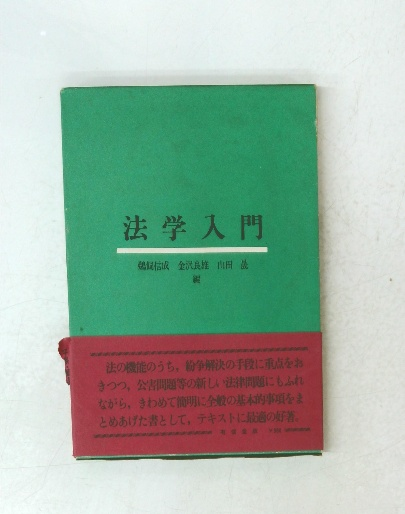 法学入門
鵜飼信成 金沢良雄 山田 晟
編
法の機能のうち，紛争解決の手段に重点をお
きつつ，公害問題等の新しい法律問題にもふれ
ながら，きわめて簡明に全般の基本的事項をま
とめあげた書として，テキストに最適の好著。